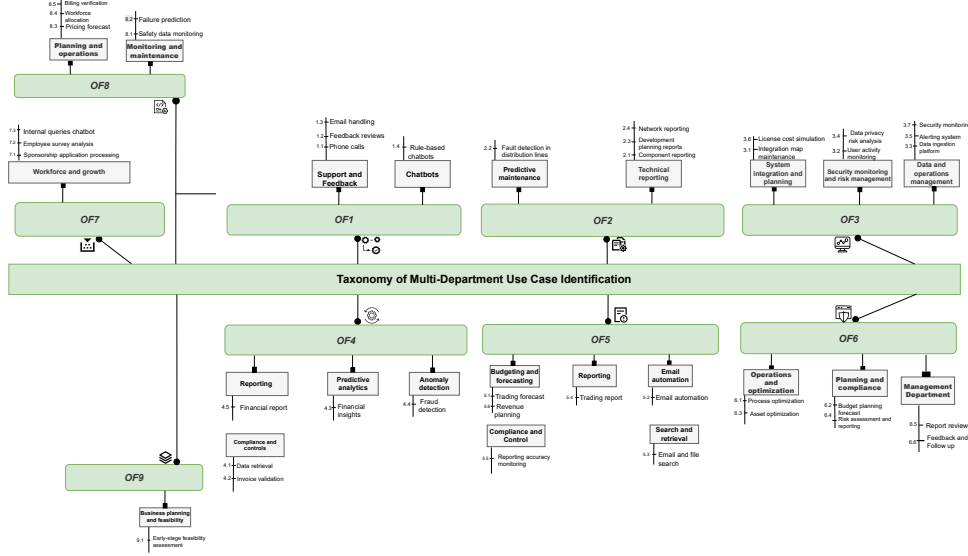 8.5 Billing verification
8.4 Workforce
allocation
8.3 Pricing forecast
Planning and
operations
8.2 Failure prediction
8.1 Safety data monitoring
Monitoring and
maintenance
OF8
7.3 Internal queries chatbot
7.2 Employee survey analysis
7.1 Sponsorship application processing
Workforce and growth
OF7
1.3 Email handling
1.2 Feedback reviews
1.1 Phone calls
Support and
Feedback
1.4 Rule-based
chatbots
Chatbots
OF1
2.2 Fault detection in
distribution lines
Predictive
maintenance
2.4 Network reporting
2.3 Development
planning reports
2.1 Component reporting
Technical
reporting
OF2
3.6 License cost simulation
3.1 Integration map
maintenance
System
integration and
planning
3.4 Data privacy
risk analysis
3.2 User activity
monitoring
Security monitoring
and risk management
3.7 Security monitorin
3.5 Alerting system
3.3 Data ingestion
platform
Data and
operations
management
OF3
Taxonomy of Multi-Department Use Case Identification
OF4
Reporting
4.5 Financial report
Predictive
analytics
4.3 Financial
insights
Anomaly
detection
4.4 Fraud
detection
Compliance and
controls
4.1 Data retrieval
4.2 Invoice validation
OF5
Budgeting and
forecasting
5.1 Trading forecast
5.6 Revenue
planning
Reporting
5.4 Trading report
Email
automation
5.2 Email automation
Compliance and
Control
5.5 Reporting accuracy
monitoring
Search and
retrieval
5.3 Email and file
search
OF6
Operations
and
optimization
6.1 Process optimization
6.3 Asset optimization
Planning and
compliance
6.2 Budget planning
forecast
6.4 Risk assessment and
reporting
Management
Department
6.5 Report review
6.6 Feedback and
Follow up
OF9
Business planning
and feasibility
9.1 Early-stage feasibility
assessment